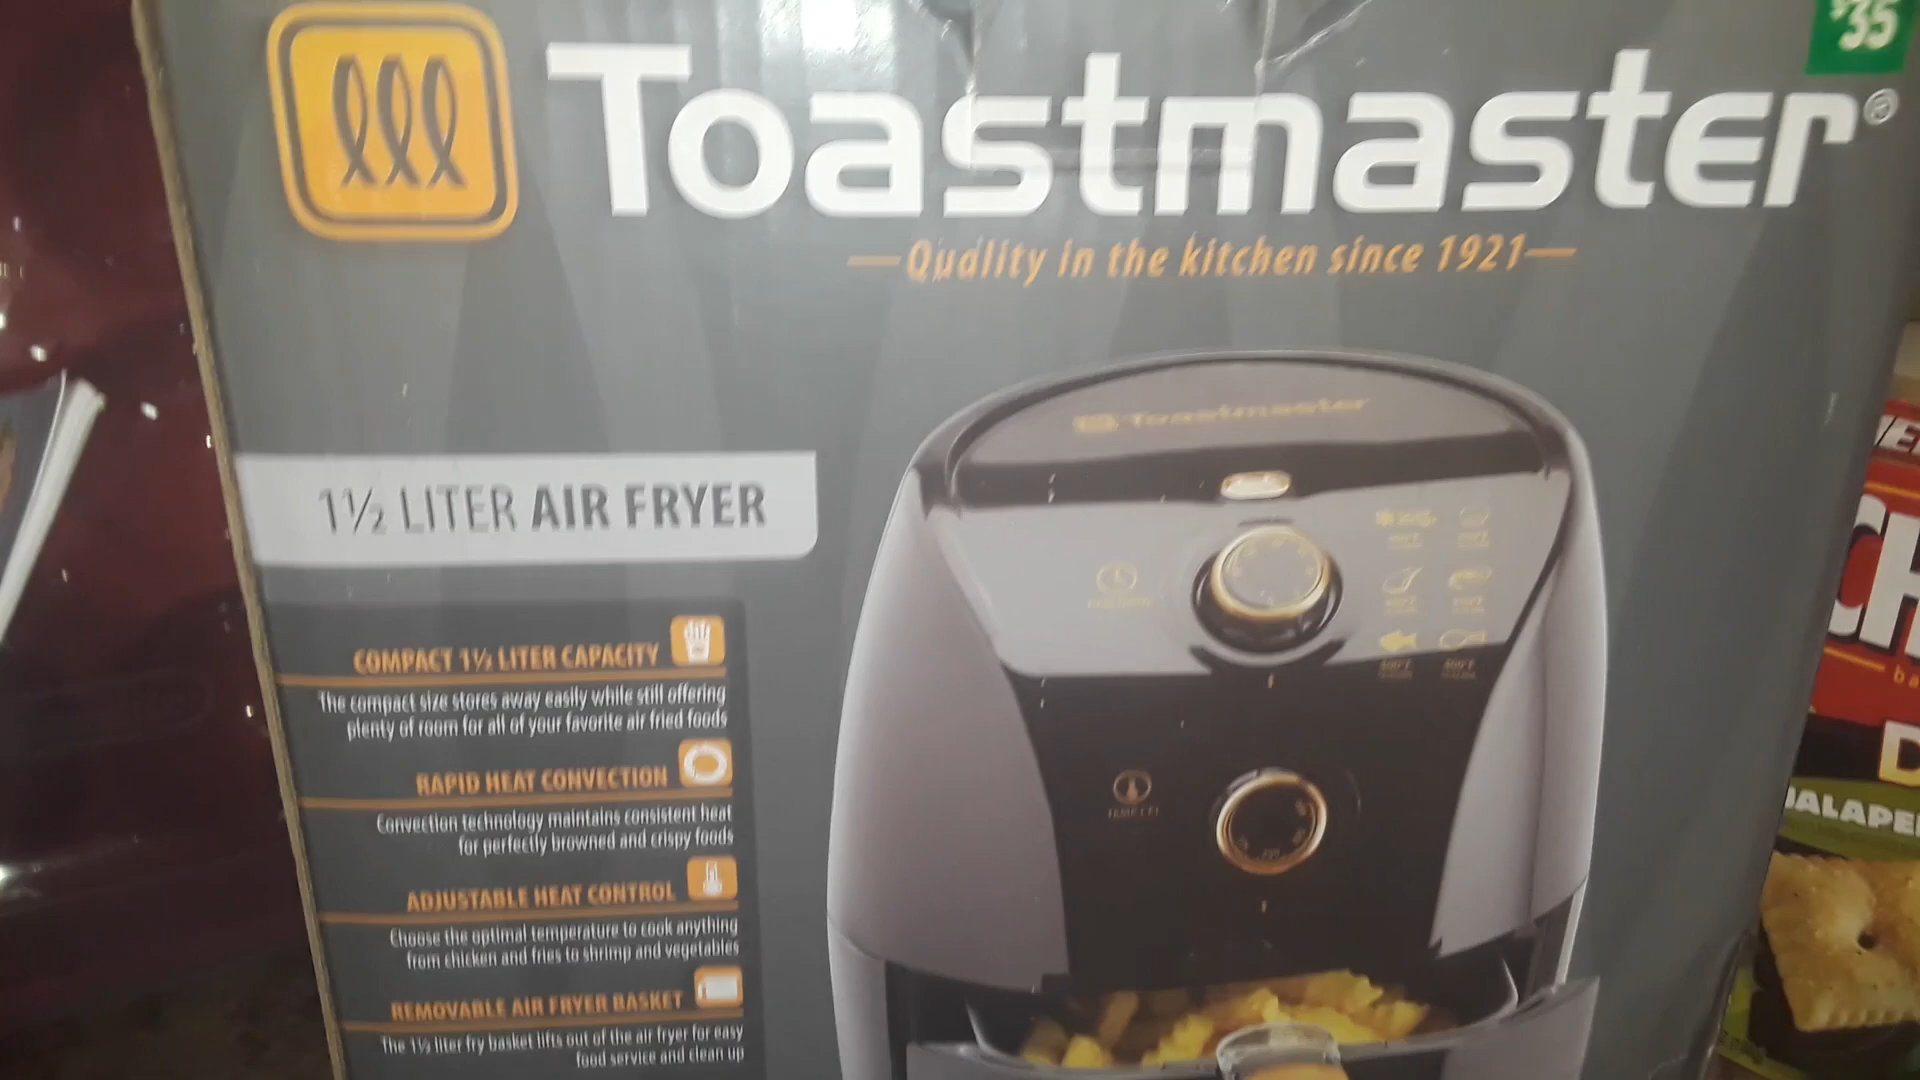 $35
Toastmaster®
Quality in the kitchen since 1921
Toastmaster
1½ LITER AIR FRYER
COMPACT 1½ LITER CAPACITY
The compact size stores away easily while still offering
plenty of room for all of your favorite air fried foods
RAPID HEAT CONVECTION
Convection technology maintains consistent heat
for perfectly browned and crispy foods
ADJUSTABLE HEAT CONTROL
Choose the optimal temperature to cook anything
from chicken and fries to shrimp and vegetables
REMOVABLE AIR FRYER BASKET
The 1½ liter fry basket lifts out of the air fryer for easy
food service and clean up
CH
ba
D
JALAPE